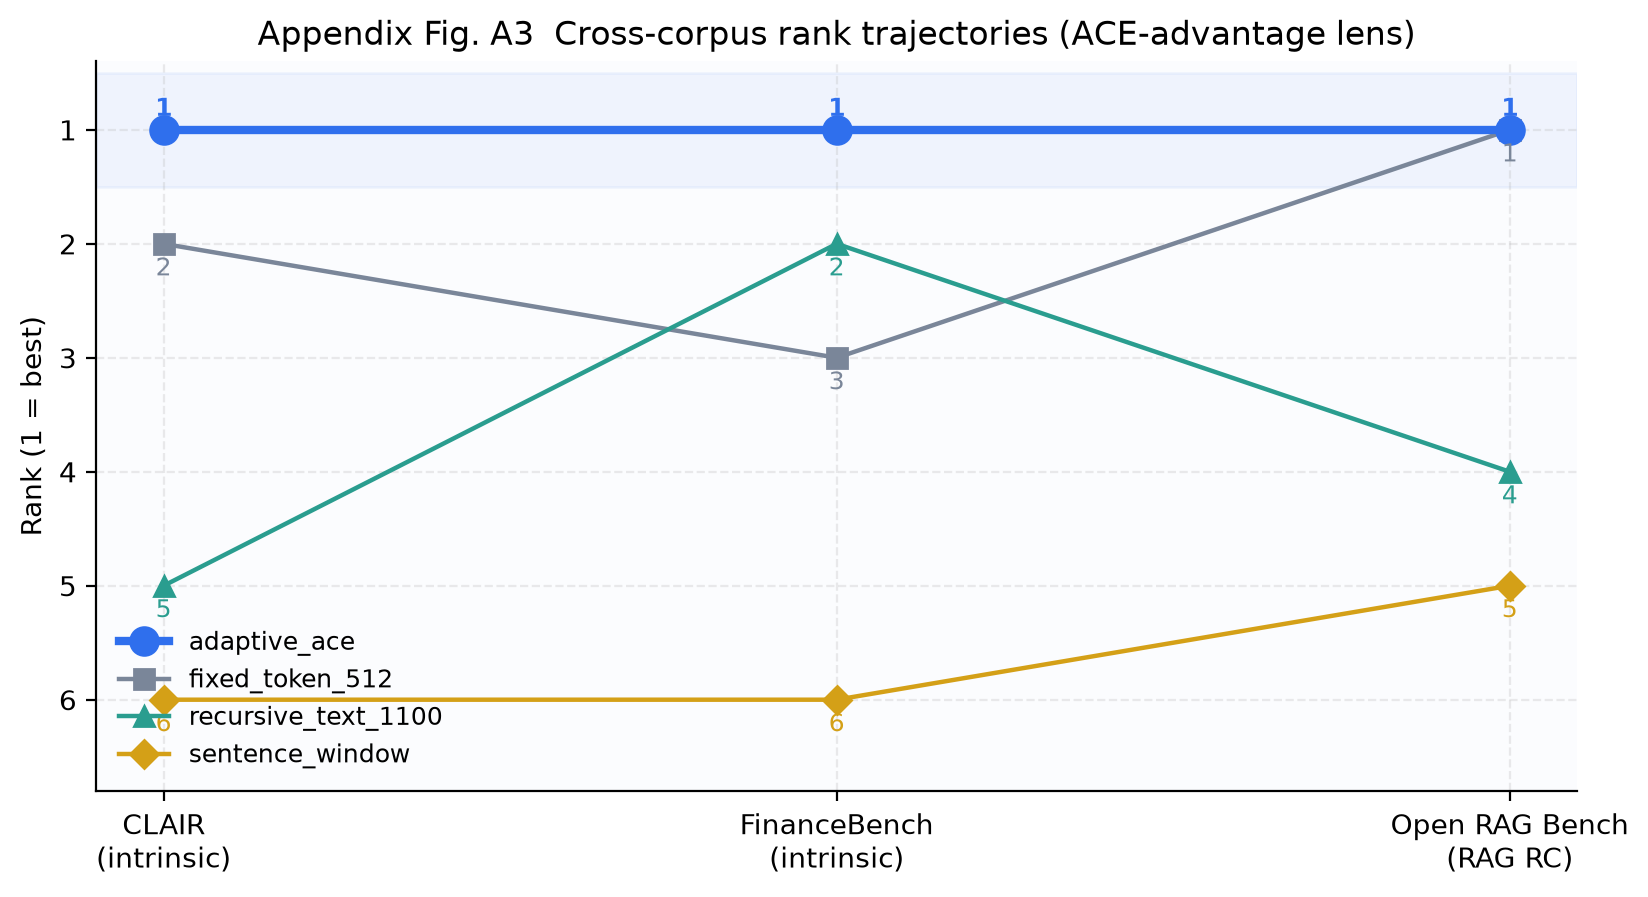 Appendix Fig. A3  Cross-corpus rank trajectories (ACE-advantage lens)
Rank (1 = best)
1
2
3
4
5
6
1
1
1
1
2
2
3
4
5
5
6
6
adaptive_ace
fixed_token_512
recursive_text_1100
sentence_window
CLAIR
(intrinsic)
FinanceBench
(intrinsic)
Open RAG Bench
(RAG RC)